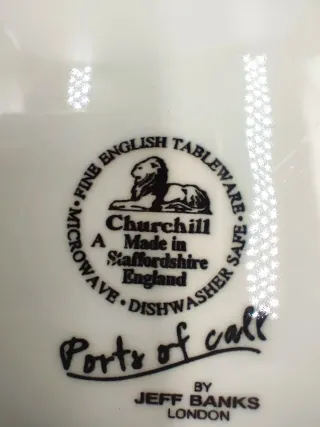 FINE ENGLISH TABLEWARE • DISHWASHER SAFE • MICROWAVE •
Churchill
A Made in
Staffordshire
England
Ports of call
BY
JEFF BANKS
LONDON